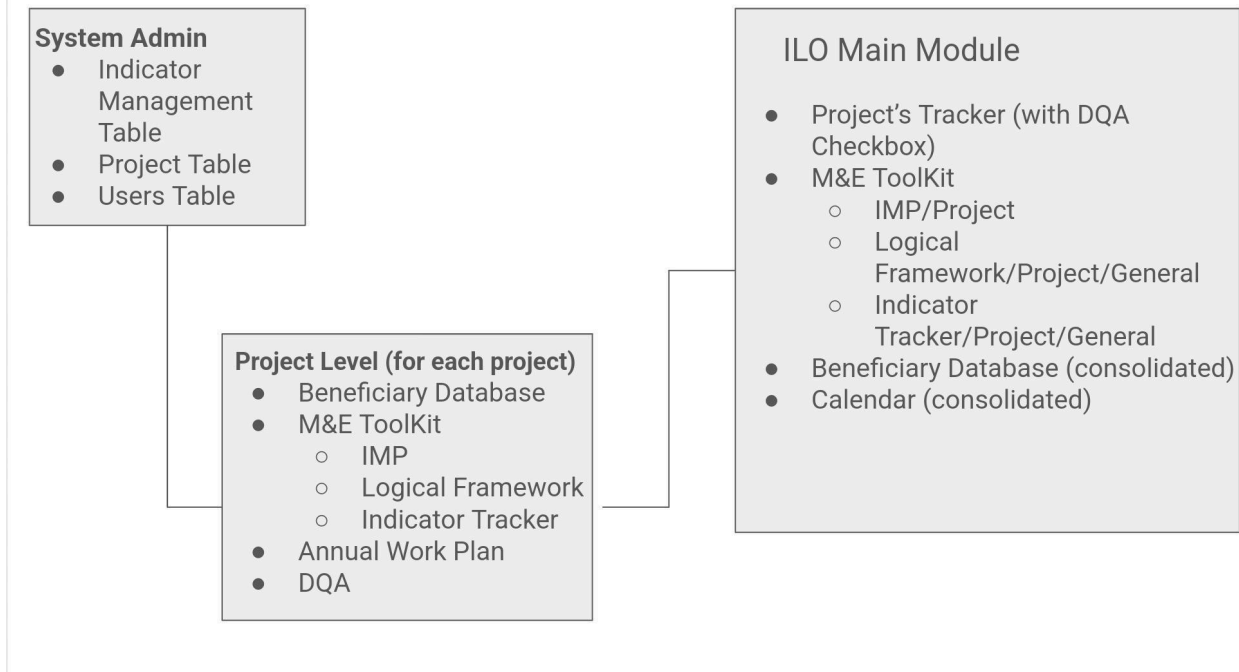 System Admin
● Indicator
Management
Table
● Project Table
● Users Table
ILO Main Module
● Project’s Tracker (with DQA
Checkbox)
● M&E ToolKit
○ IMP/Project
○ Logical
Framework/Project/General
○ Indicator
Tracker/Project/General
● Beneficiary Database (consolidated)
● Calendar (consolidated)
Project Level (for each project)
● Beneficiary Database
● M&E ToolKit
○ IMP
○ Logical Framework
○ Indicator Tracker
● Annual Work Plan
● DQA